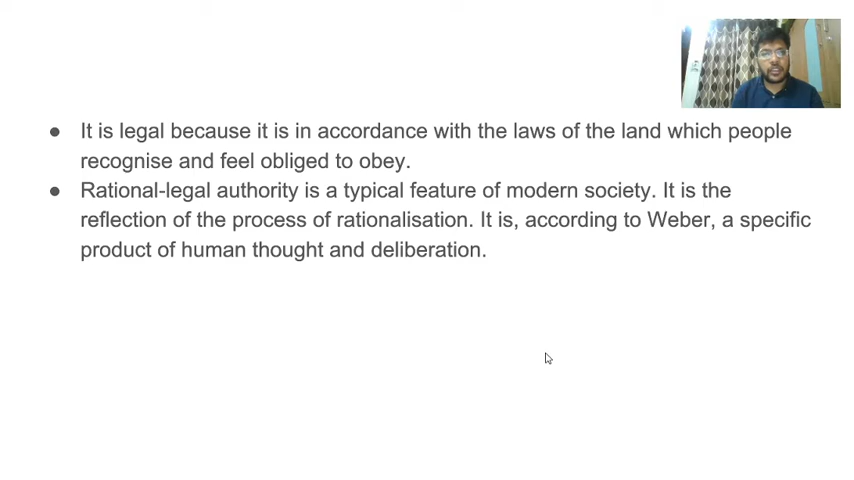 ● It is legal because it is in accordance with the laws of the land which people
recognise and feel obliged to obey.
● Rational-legal authority is a typical feature of modern society. It is the
reflection of the process of rationalisation. It is, according to Weber, a specific
product of human thought and deliberation.